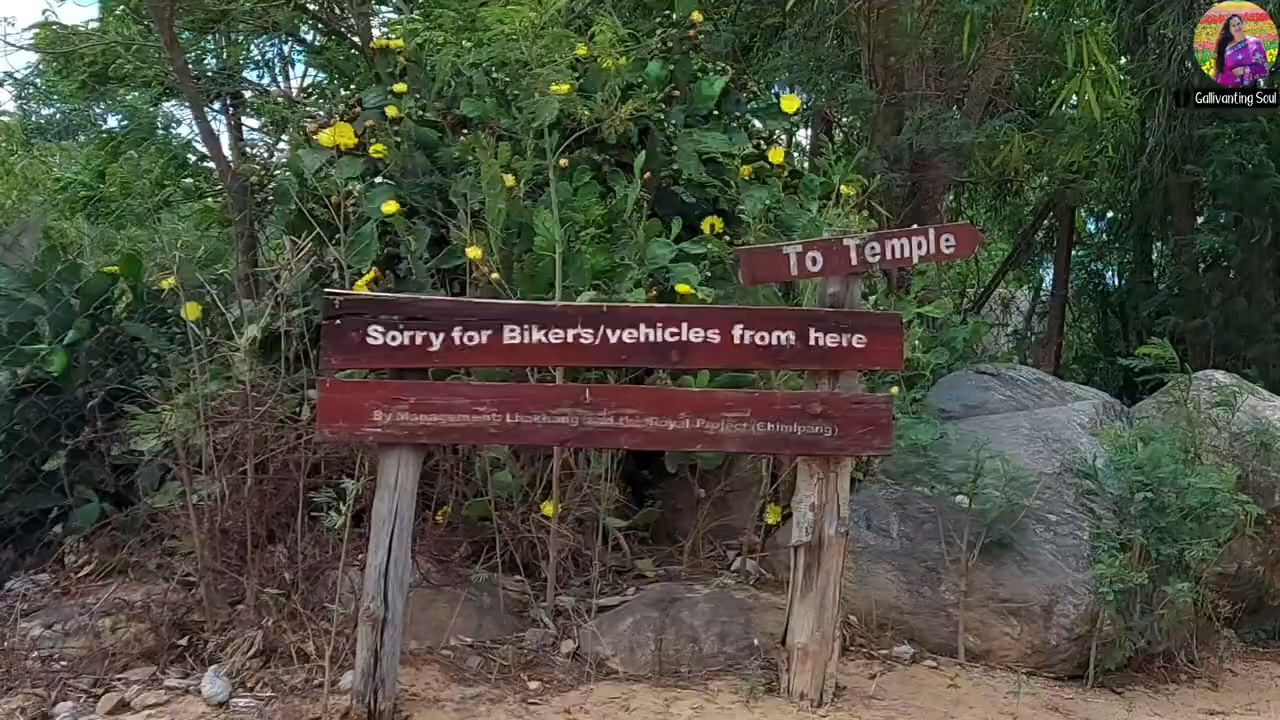 To Temple
Sorry for Bikers/vehicles from here
By Management: Lhakhang and the Royal Project (Chimipang)
Gallivanting Soul